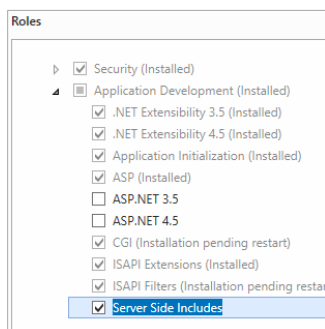 Roles
Security (Installed)
Application Development (Installed)
.NET Extensibility 3.5 (Installed)
.NET Extensibility 4.5 (Installed)
Application Initialization (Installed)
ASP (Installed)
ASP.NET 3.5
ASP.NET 4.5
CGI (Installation pending restart)
ISAPI Extensions (Installed)
ISAPI Filters (Installation pending restar
Server Side Includes